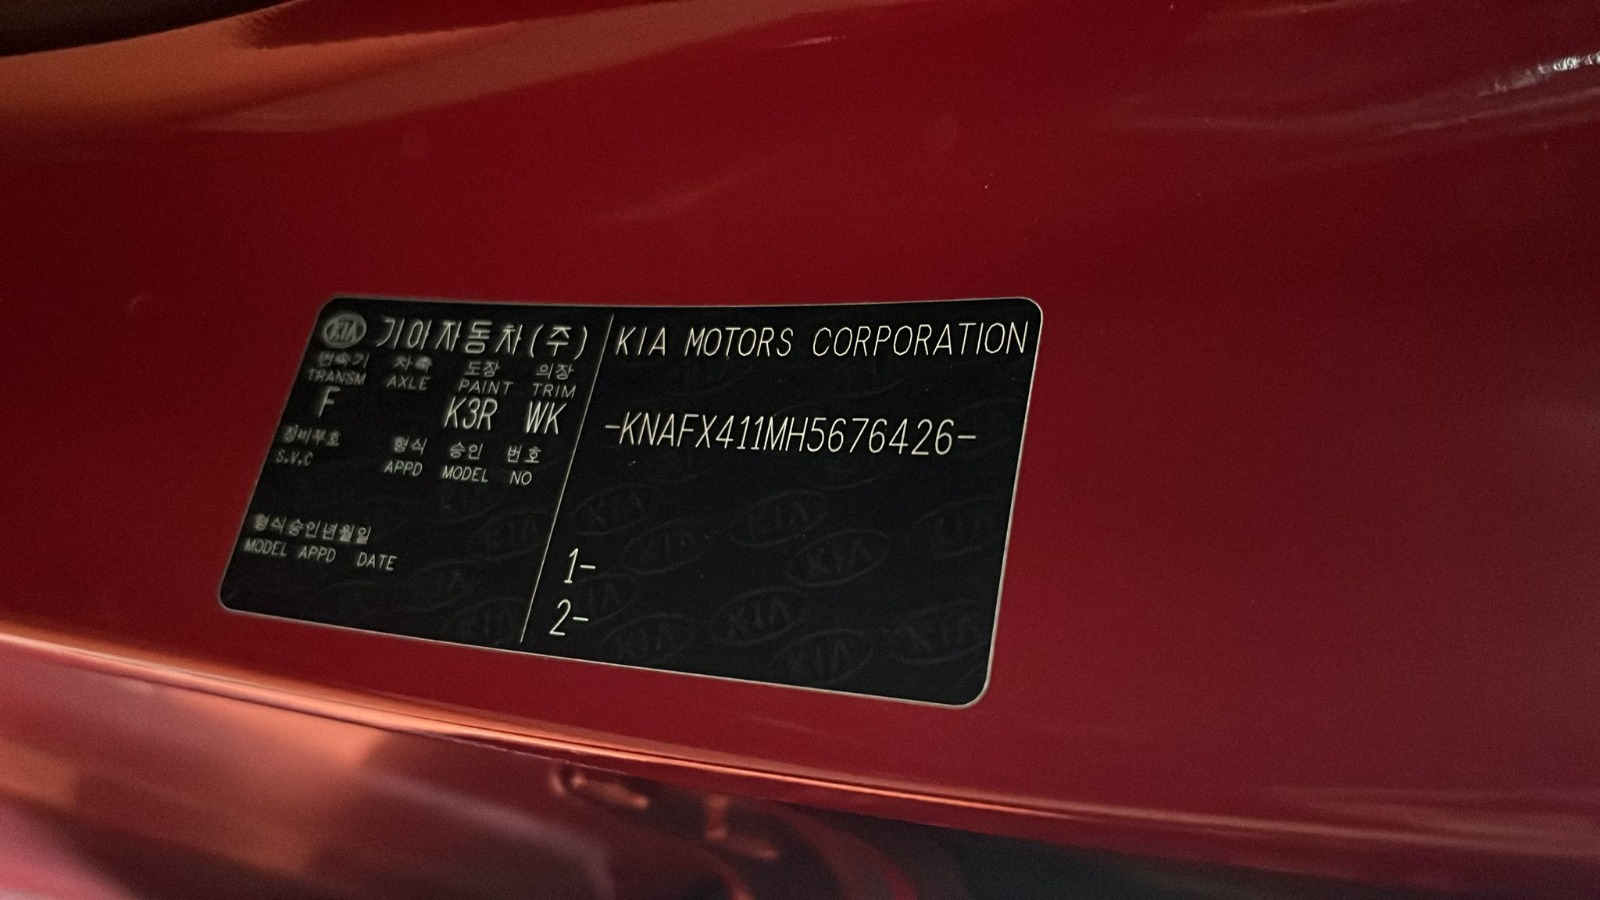 KIA 기아자동차(주)
변속기 차축 도장 의장
TRANSM AXLE PAINT TRIM
F K3R WK
장비부호 형식 승인 번호
S.V.C APPD MODEL NO
형식승인년월일
MODEL APPD DATE
KIA MOTORS CORPORATION
-KNAFX411MH5676426-
1-
2-